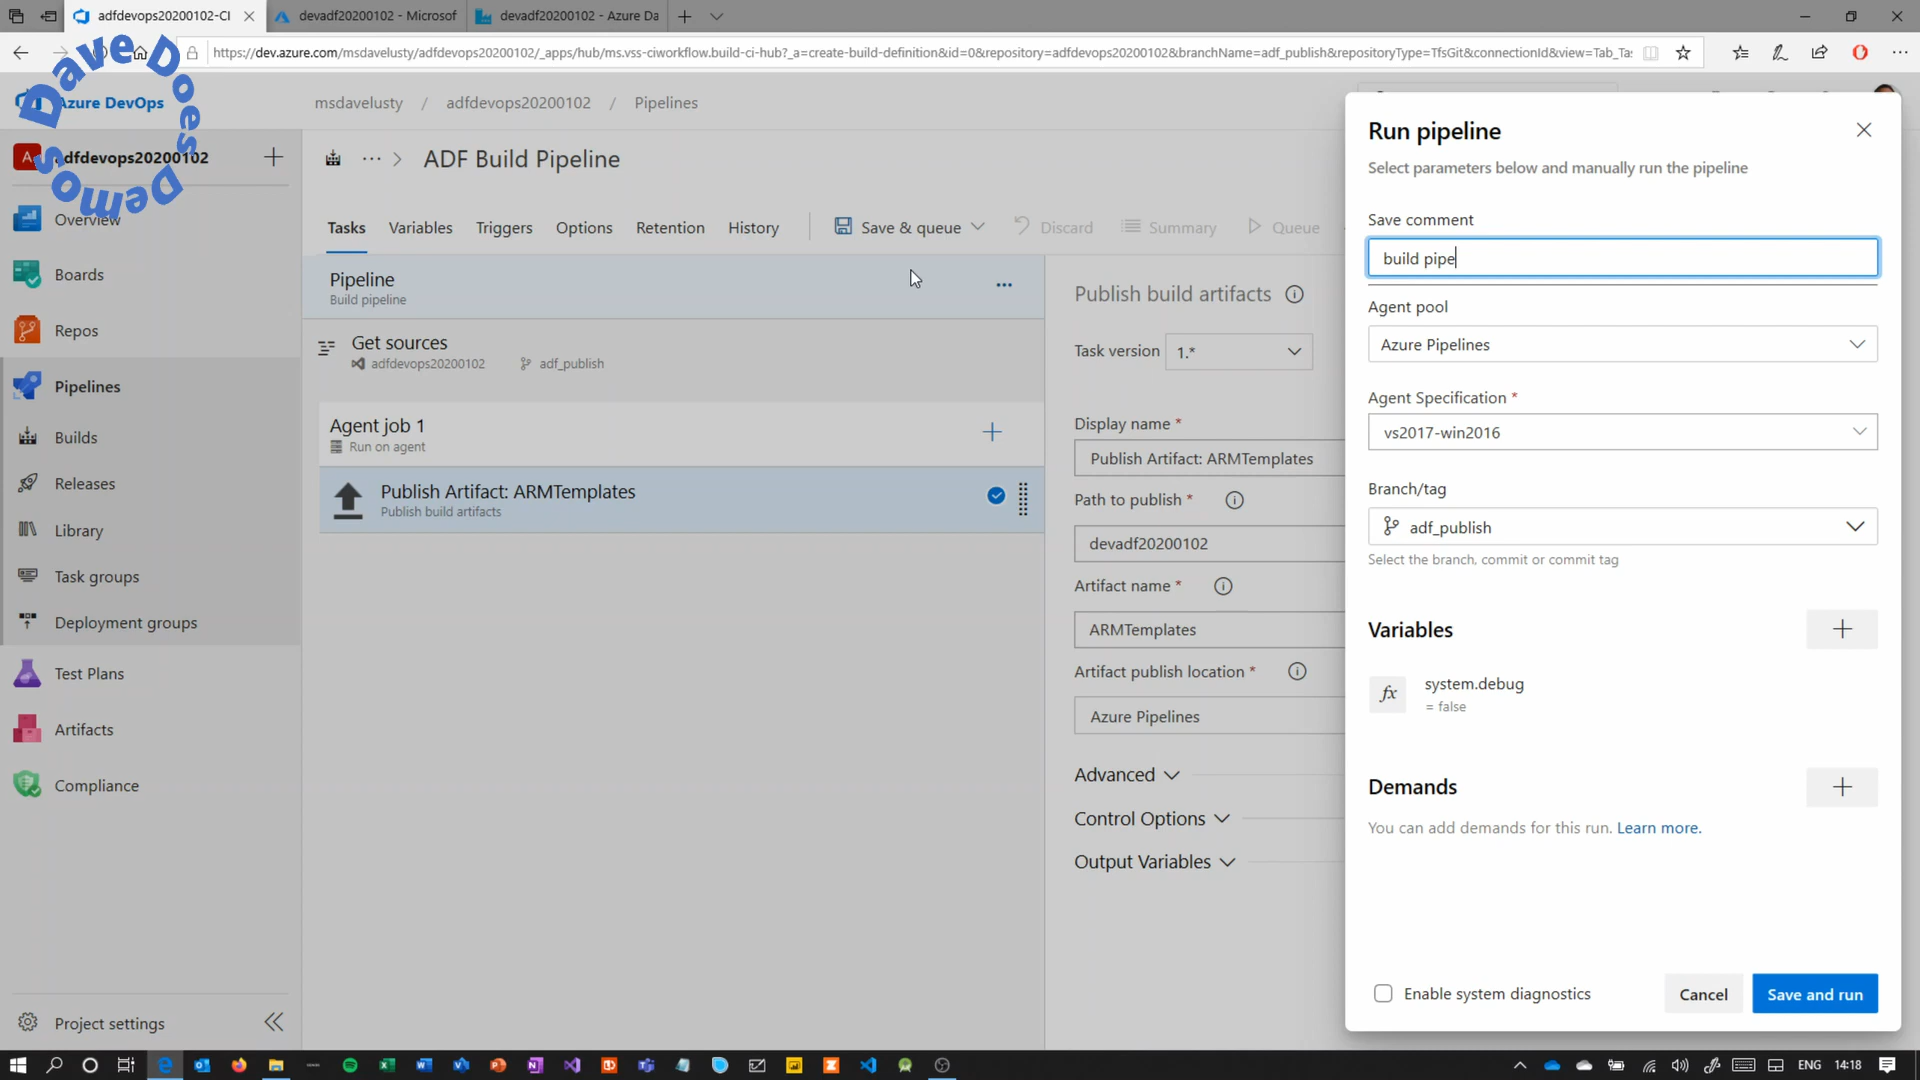 adfdevops20200102-CI
devadf20200102 - Microsof
devadf20200102 - Azure Da
https://dev.azure.com/msdavelusty/adfdevops20200102/_apps/hub/ms.vss-ciworkflow.build-ci-hub?_a=create-build-definition&id=0&repository=adfdevops20200102&branchName=adf_publish&repositoryType=TfsGit&connectionId&view=Tab_Tas
Dave Does Demos
Azure DevOps
msdavelusty / adfdevops20200102 / Pipelines
adfdevops20200102
Overview
Boards
Repos
Pipelines
Builds
Releases
Library
Task groups
Deployment groups
Test Plans
Artifacts
Compliance
Project settings
ADF Build Pipeline
Tasks Variables Triggers Options Retention History
Save & queue
Discard
Summary
Queue
Pipeline
Build pipeline
Get sources
adfdevops20200102
adf_publish
Agent job 1
Run on agent
Publish Artifact: ARMTemplates
Publish build artifacts
Publish build artifacts
Task version
1.*
Display name *
Publish Artifact: ARMTemplates
Path to publish *
devadf20200102
Artifact name *
ARMTemplates
Artifact publish location *
Azure Pipelines
Advanced
Control Options
Output Variables
Run pipeline
Select parameters below and manually run the pipeline
Save comment
build pipe
Agent pool
Azure Pipelines
Agent Specification *
vs2017-win2016
Branch/tag
adf_publish
Select the branch, commit or commit tag
Variables
fx
system.debug
= false
Demands
You can add demands for this run. Learn more.
Enable system diagnostics
Cancel
Save and run
ENG
14:18